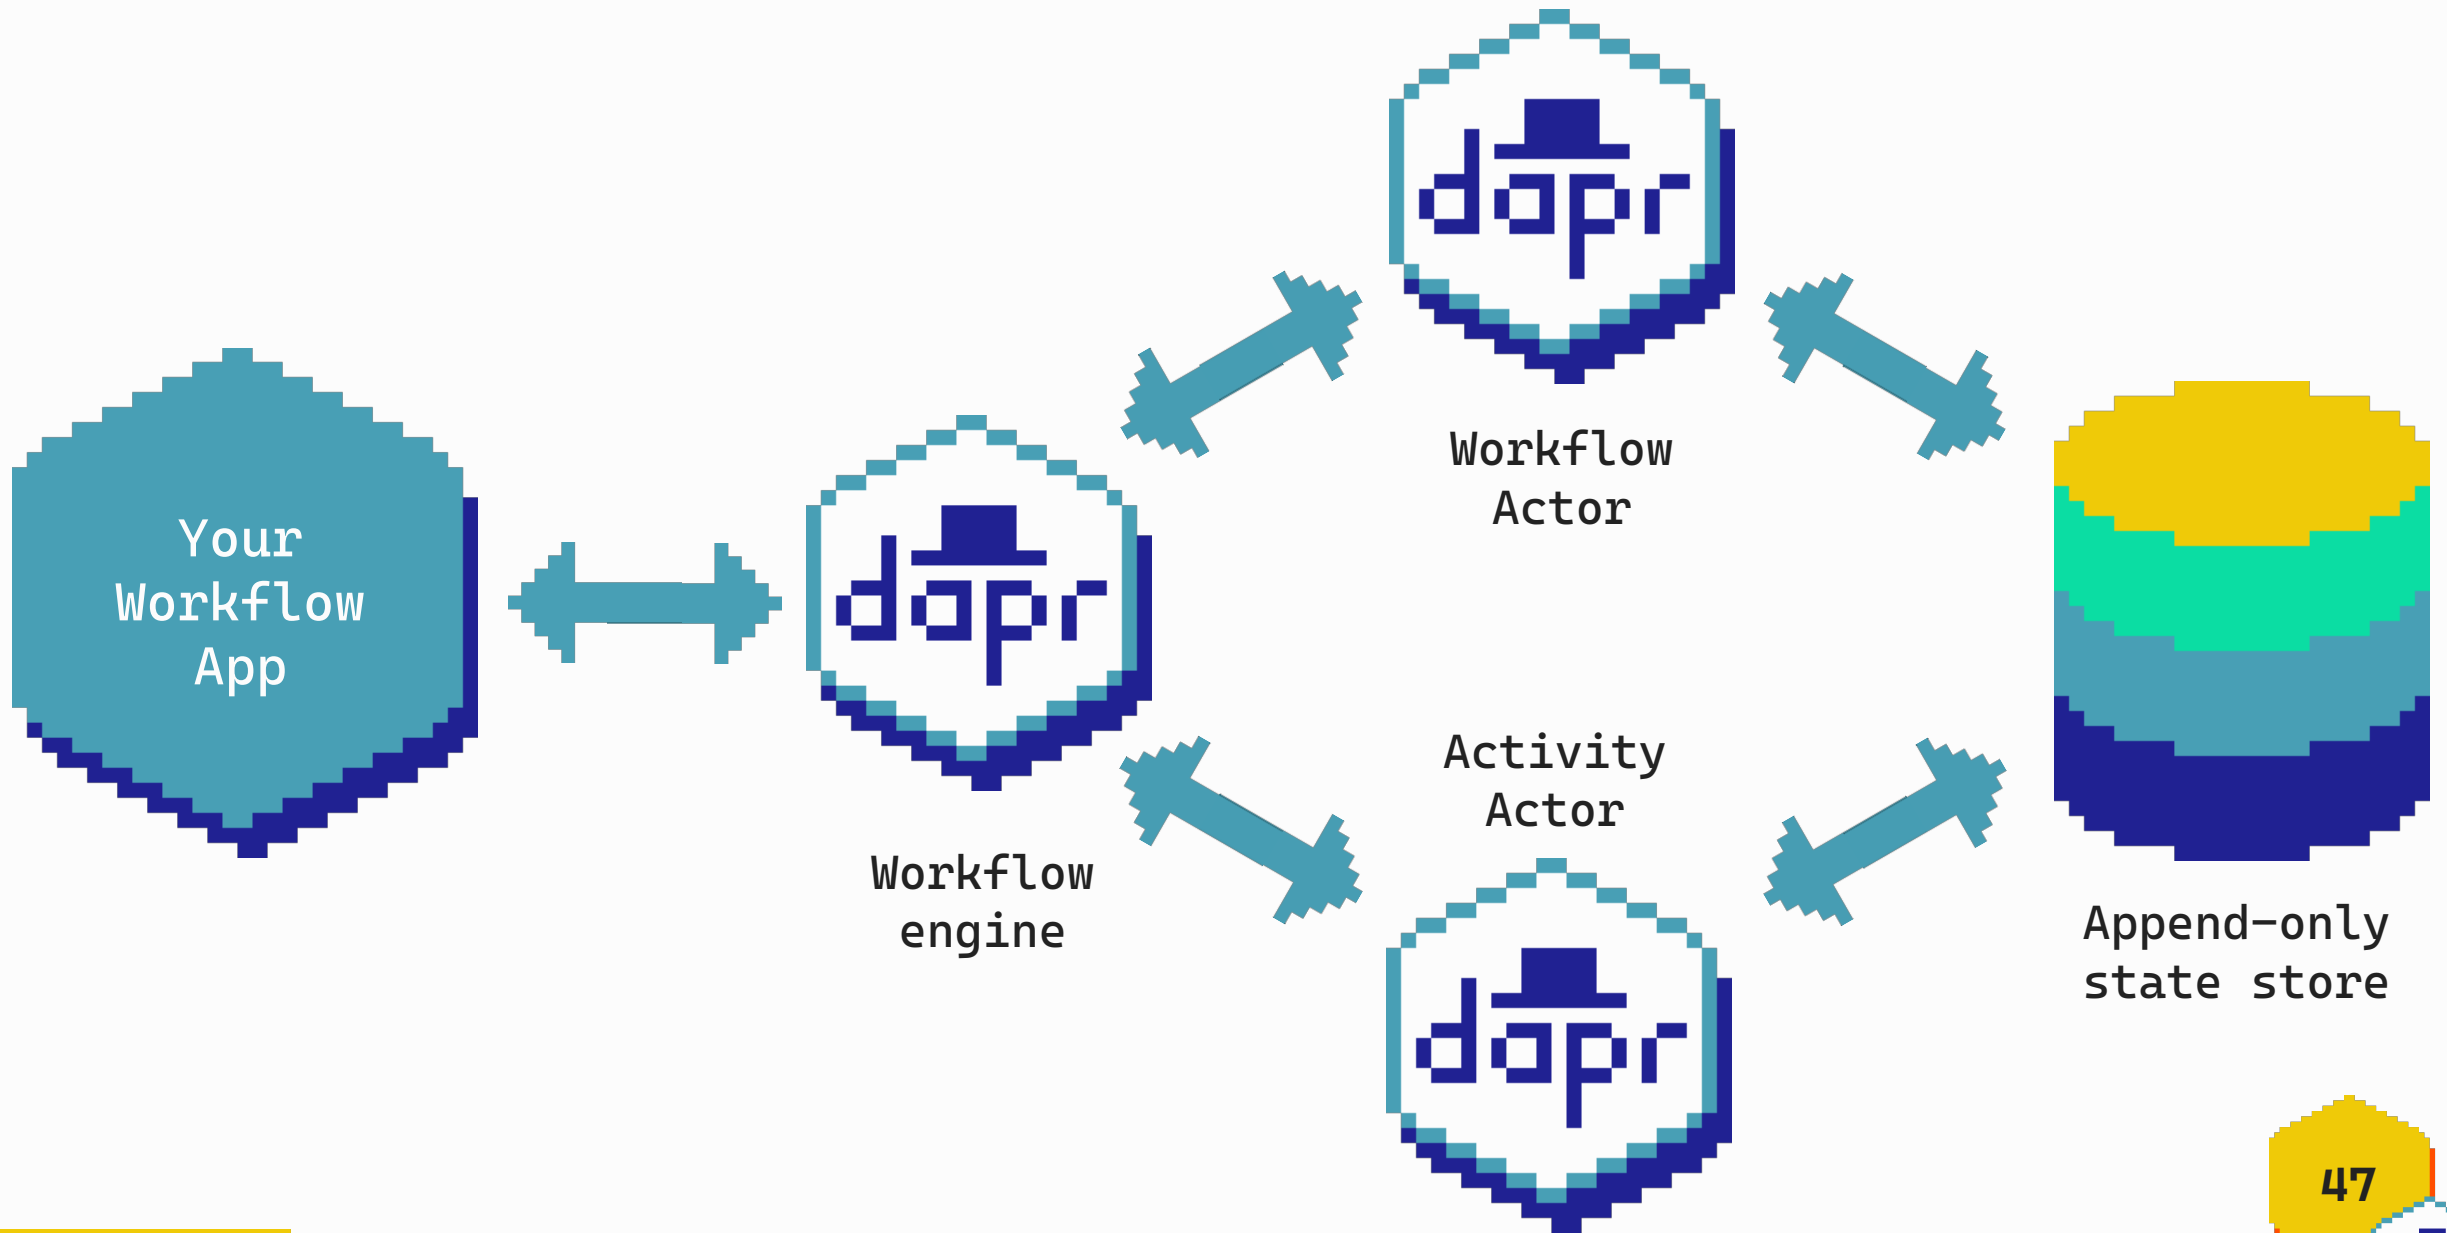 Your
Workflow
App
dapr
Workflow
engine
dapr
Workflow
Actor
Activity
Actor
dapr
Append-only
state store
47